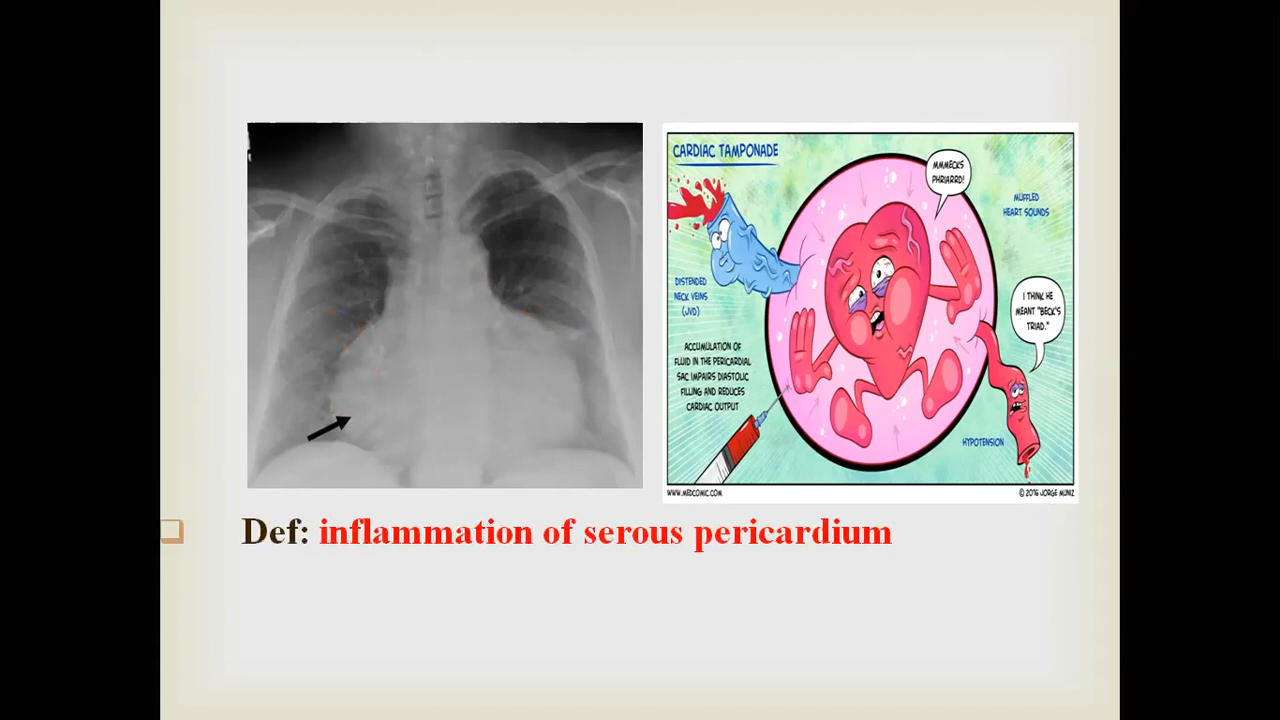 CARDIAC TAMPONADE
MMMECKS
PHRIARRD!
MUFFLED
HEART SOUNDS
DISTENDED
NECK VEINS
(JVD)
I THINK HE
MEANT "BECK'S
TRIAD."
ACCUMULATION OF
FLUID IN THE PERICARDIAL
SAC IMPAIRS DIASTOLIC
FILLING AND REDUCES
CARDIAC OUTPUT
HYPOTENSION
WWW.MEDCOMIC.COM
© 2016 JORGE MUNIZ
Def: inflammation of serous pericardium